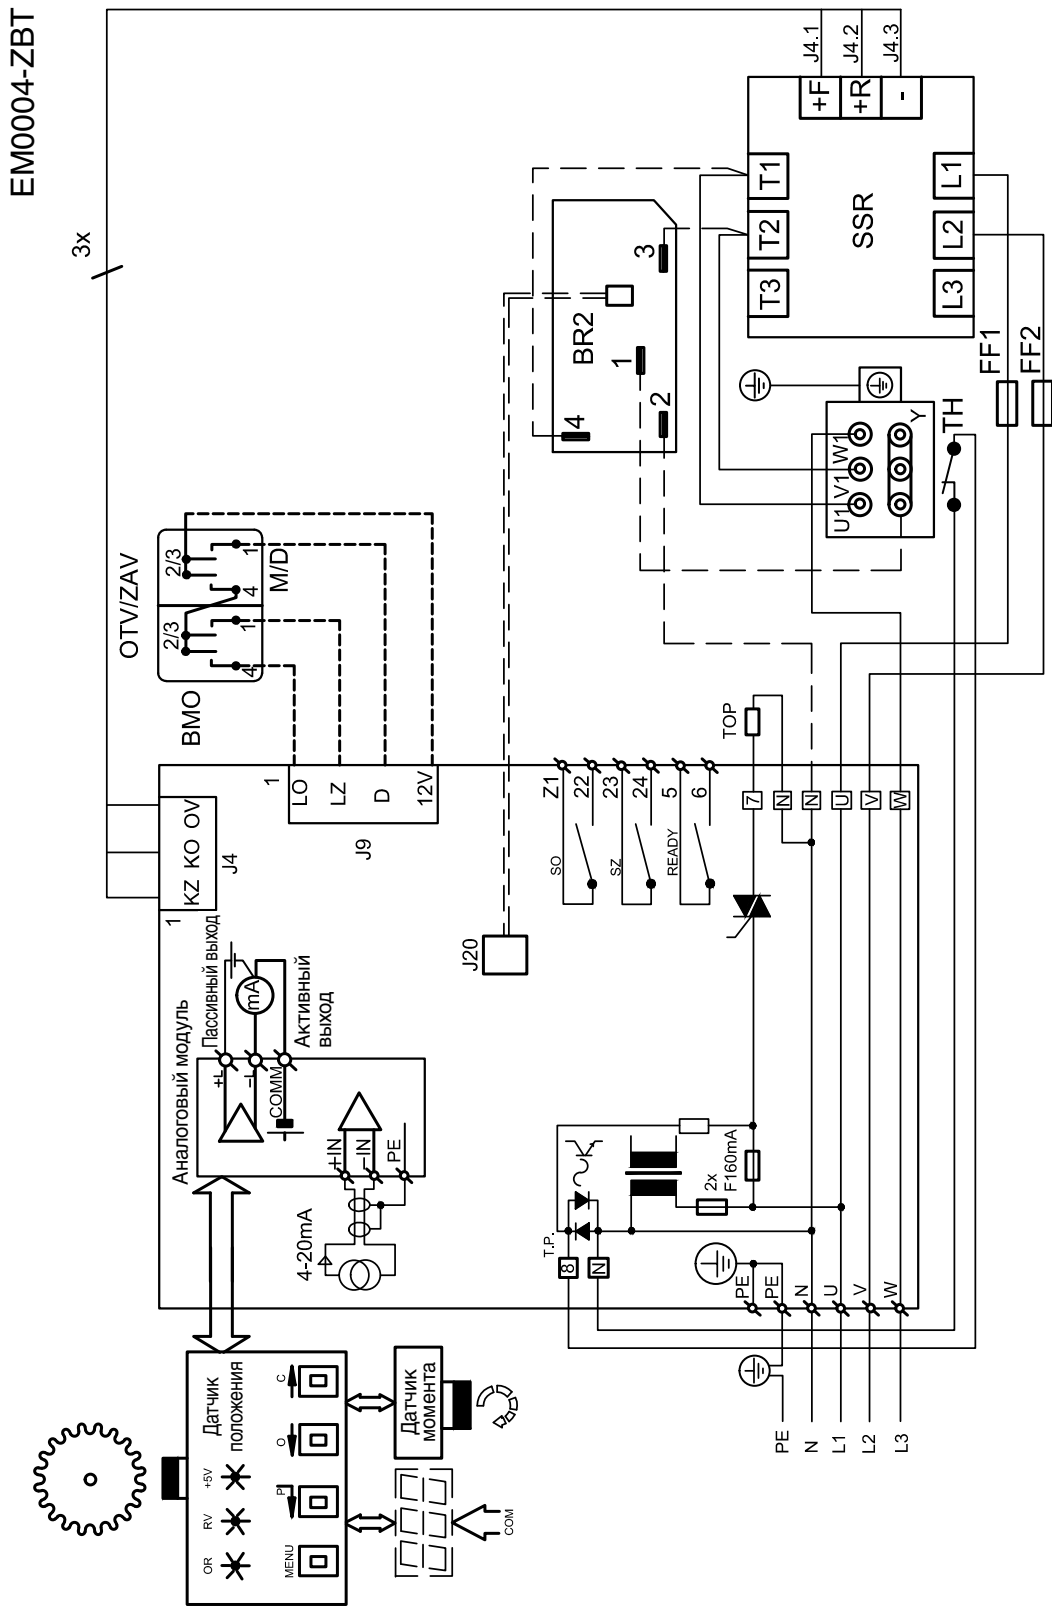 EM0004-ZBT
3x
J4.1
J4.2
J4.3
+F
+R
-
T1
T2
T3
SSR
L1
L2
L3
FF1
FF2
BR2
3
1
2
4
U1
V1
W1
Y
TH
OTV/ZAV
2/3
2/3
1
4
1
4
M/D
BMO
1
LO
LZ
D
12V
J9
KZ KO OV
J4
1
J20
Z1
22
23
24
5
6
SO
SZ
READY
TOP
7
N
N
U
V
W
Аналоговый модуль
Пассивный выход
Активный
выход
mA
+L
-L
COMM
+IN
-IN
PE
4-20mA
T.P.
8
N
2x
F160mA
PE
PE
N
U
V
W
PE
N
L1
L2
L3
Датчик
положения
+5V
RV
OR
C
O
P
MENU
Датчик
момента
COM